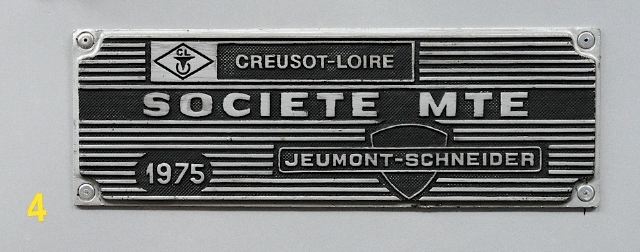 CL
CREUSOT-LOIRE
SOCIETE MTE
JEUMONT-SCHNEIDER
1975
4